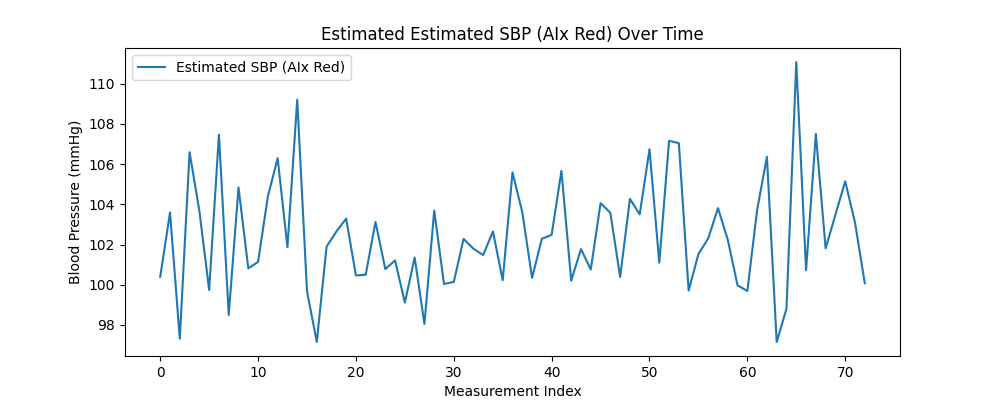 Estimated Estimated SBP (AIx Red) Over Time
Estimated SBP (AIx Red)
Blood Pressure (mmHg)
110
108
106
104
102
100
98
0 10 20 30 40 50 60 70
Measurement Index